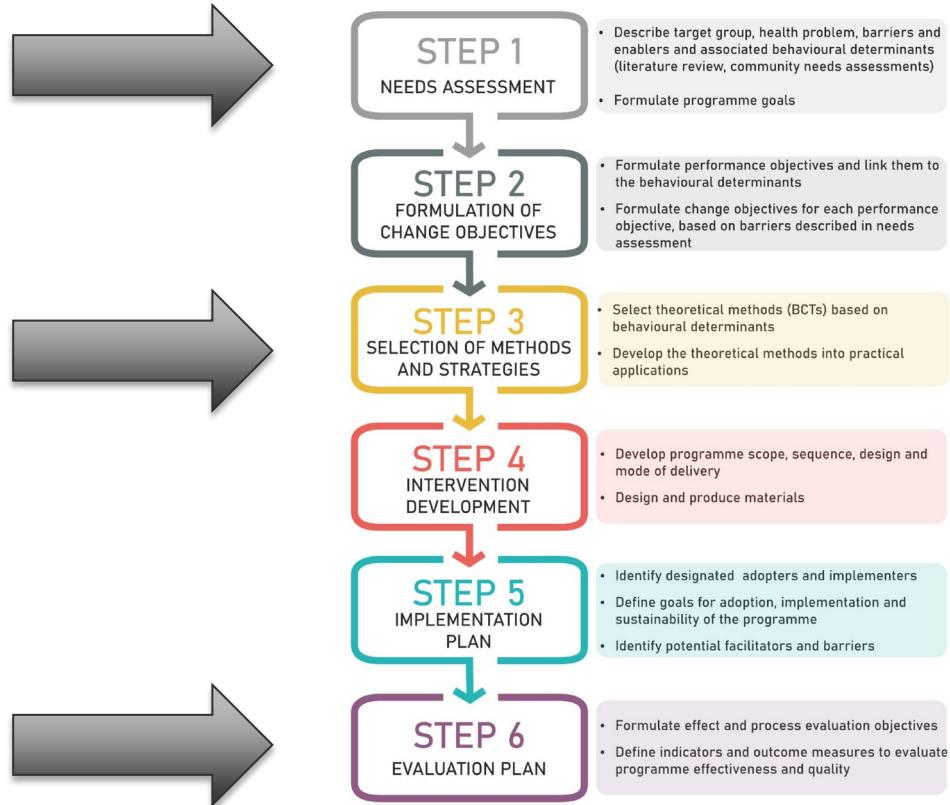 STEP 1
NEEDS ASSESSMENT
• Describe target group, health problem, barriers and
enablers and associated behavioural determinants
(literature review, community needs assessments)
• Formulate programme goals
STEP 2
FORMULATION OF
CHANGE OBJECTIVES
• Formulate performance objectives and link them to
the behavioural determinants
• Formulate change objectives for each performance
objective, based on barriers described in needs
assessment
STEP 3
SELECTION OF METHODS
AND STRATEGIES
• Select theoretical methods (BCTs) based on
behavioural determinants
• Develop the theoretical methods into practical
applications
STEP 4
INTERVENTION
DEVELOPMENT
• Develop programme scope, sequence, design and
mode of delivery
• Design and produce materials
STEP 5
IMPLEMENTATION
PLAN
• Identify designated adopters and implementers
• Define goals for adoption, implementation and
sustainability of the programme
• Identify potential facilitators and barriers
STEP 6
EVALUATION PLAN
• Formulate effect and process evaluation objectives
• Define indicators and outcome measures to evaluate
programme effectiveness and quality